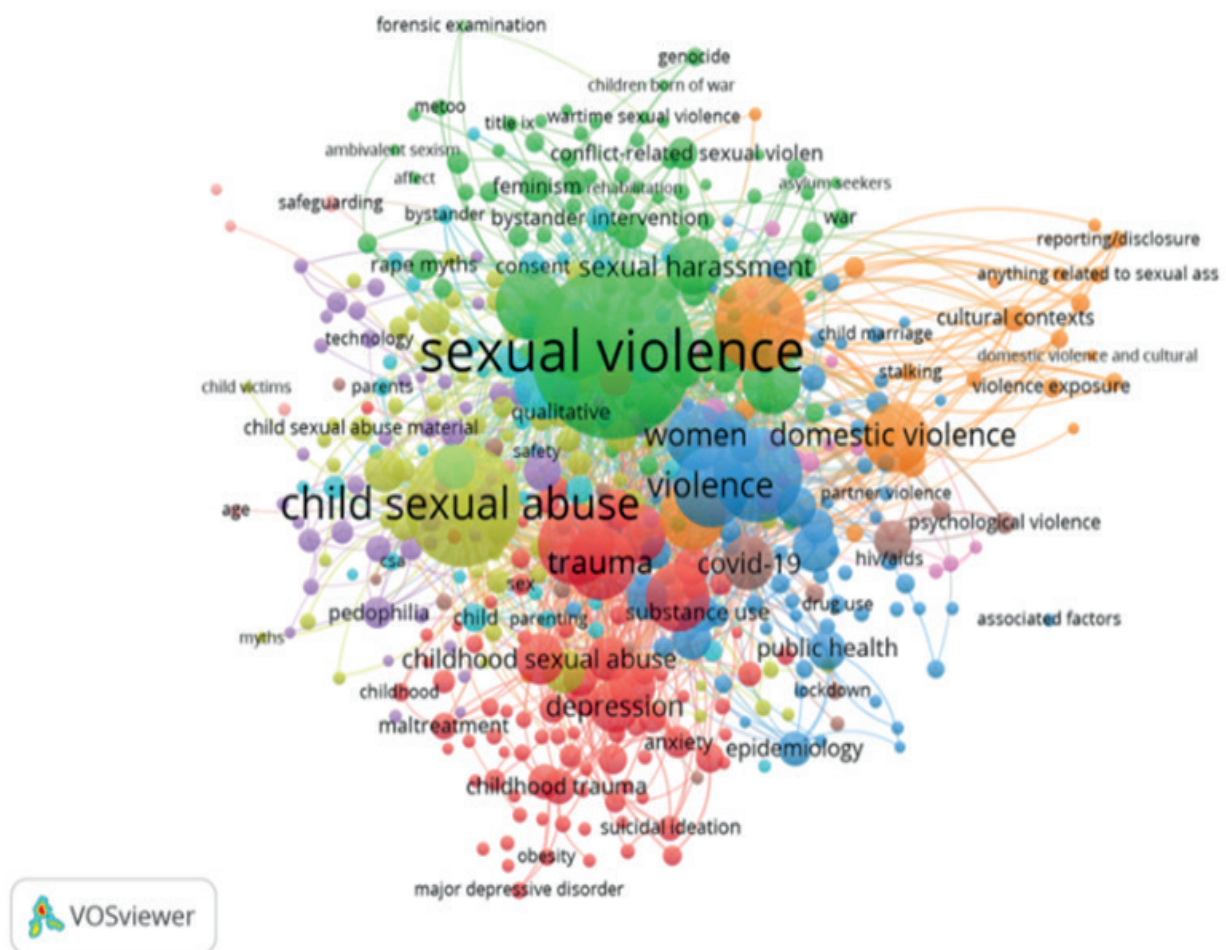 forensic examination
genocide
children born of war
metoo
title ix
wartime sexual violence
ambivalent sexism
conflict-related sexual violen
affect
feminism
rehabilitation
asylum seekers
safeguarding
bystander
bystander intervention
war
reporting/disclosure
rape myths
consent
sexual harassment
anything related to sexual ass
cultural contexts
technology
child marriage
sexual violence
domestic violence and cultural
stalking
child victims
parents
violence exposure
qualitative
child sexual abuse material
women
domestic violence
safety
violence
partner violence
child sexual abuse
age
psychological violence
csa
trauma
covid-19
hiv/aids
sex
pedophilia
child
parenting
substance use
drug use
associated factors
myths
public health
childhood sexual abuse
childhood
lockdown
depression
maltreatment
anxiety
epidemiology
childhood trauma
suicidal ideation
obesity
major depressive disorder
VOSviewer